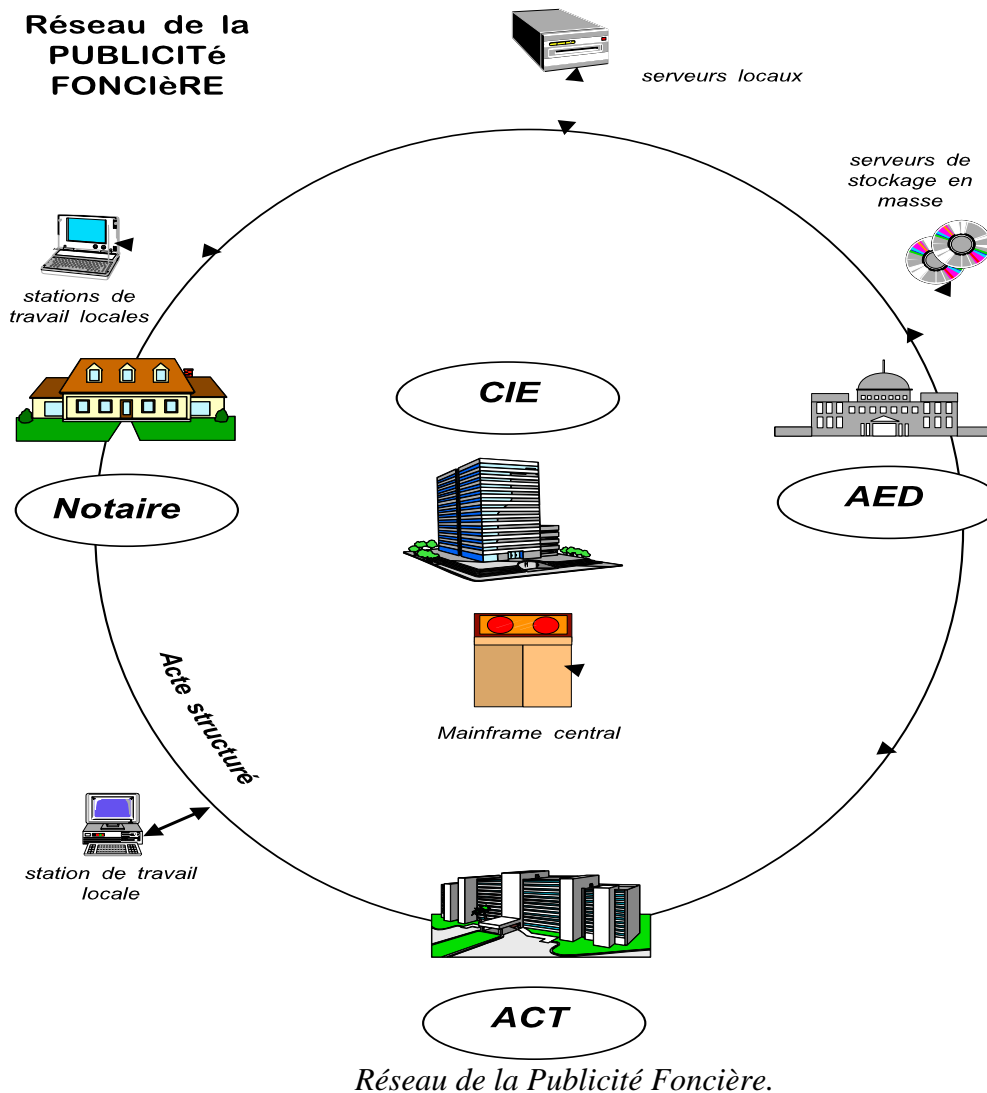 Réseau de la
PUBLICITé
FONCIèRE
serveurs locaux
serveurs de
stockage en
masse
stations de
travail locales
CIE
Notaire
AED
Acte structuré
Mainframe central
station de travail
locale
ACT
Réseau de la Publicité Foncière.